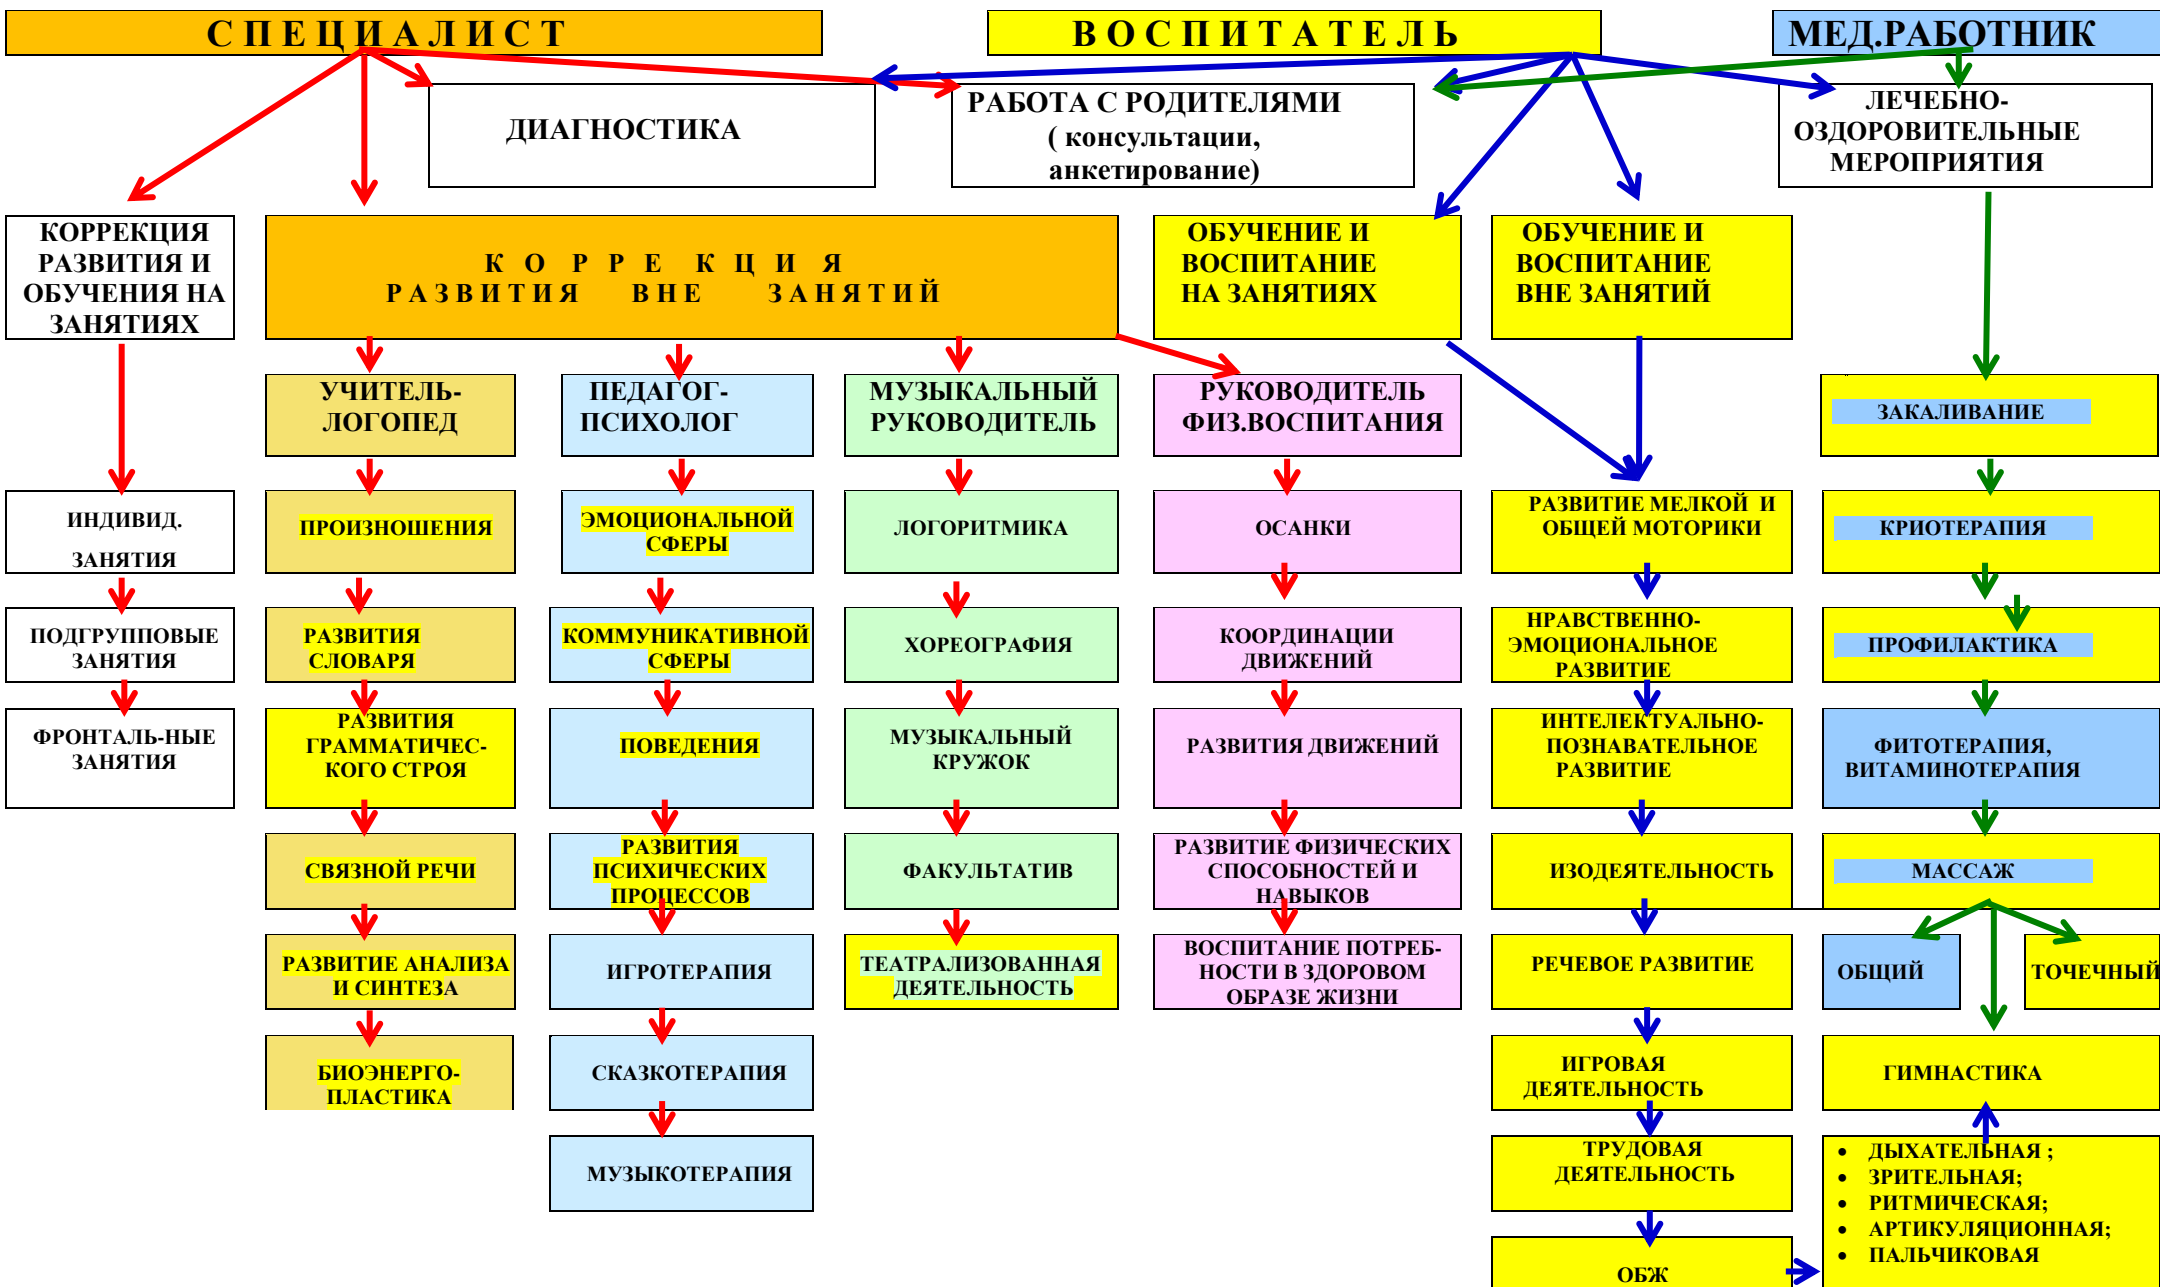 С П Е Ц И А Л И С Т
В О С П И Т А Т Е Л Ь
МЕД.РАБОТНИК
ДИАГНОСТИКА
РАБОТА С РОДИТЕЛЯМИ
( консультации,
анкетирование)
ЛЕЧЕБНО-
ОЗДОРОВИТЕЛЬНЫЕ
МЕРОПРИЯТИЯ
КОРРЕКЦИЯ
РАЗВИТИЯ И
ОБУЧЕНИЯ НА
ЗАНЯТИЯХ
К О Р Р Е К Ц И Я
Р А З В И Т И Я В Н Е З А Н Я Т И Й
ОБУЧЕНИЕ И
ВОСПИТАНИЕ
НА ЗАНЯТИЯХ
ОБУЧЕНИЕ И
ВОСПИТАНИЕ
ВНЕ ЗАНЯТИЙ
УЧИТЕЛЬ-
ЛОГОПЕД
ПЕДАГОГ-
ПСИХОЛОГ
МУЗЫКАЛЬНЫЙ
РУКОВОДИТЕЛЬ
РУКОВОДИТЕЛЬ
ФИЗ.ВОСПИТАНИЯ
ЗАКАЛИВАНИЕ
ИНДИВИД.
ЗАНЯТИЯ
ПРОИЗНОШЕНИЯ
ЭМОЦИОНАЛЬНОЙ
СФЕРЫ
ЛОГОРИТМИКА
ОСАНКИ
РАЗВИТИЕ МЕЛКОЙ И
ОБЩЕЙ МОТОРИКИ
КРИОТЕРАПИЯ
ПОДГРУППОВЫЕ
ЗАНЯТИЯ
РАЗВИТИЯ
СЛОВАРЯ
КОММУНИКАТИВНОЙ
СФЕРЫ
ХОРЕОГРАФИЯ
КООРДИНАЦИИ
ДВИЖЕНИЙ
НРАВСТВЕННО-
ЭМОЦИОНАЛЬНОЕ
РАЗВИТИЕ
ПРОФИЛАКТИКА
ФРОНТАЛЬ-НЫЕ
ЗАНЯТИЯ
РАЗВИТИЯ
ГРАММАТИЧЕС-
КОГО СТРОЯ
ПОВЕДЕНИЯ
МУЗЫКАЛЬНЫЙ
КРУЖОК
РАЗВИТИЯ ДВИЖЕНИЙ
ИНТЕЛЕКТУАЛЬНО-
ПОЗНАВАТЕЛЬНОЕ
РАЗВИТИЕ
ФИТОТЕРАПИЯ,
ВИТАМИНОТЕРАПИЯ
СВЯЗНОЙ РЕЧИ
РАЗВИТИЯ
ПСИХИЧЕСКИХ
ПРОЦЕССОВ
ФАКУЛЬТАТИВ
РАЗВИТИЕ ФИЗИЧЕСКИХ
СПОСОБНОСТЕЙ И
НАВЫКОВ
ИЗОДЕЯТЕЛЬНОСТЬ
МАССАЖ
РАЗВИТИЕ АНАЛИЗА
И СИНТЕЗА
ИГРОТЕРАПИЯ
ТЕАТРАЛИЗОВАННАЯ
ДЕЯТЕЛЬНОСТЬ
ВОСПИТАНИЕ ПОТРЕБ-
НОСТИ В ЗДОРОВОМ
ОБРАЗЕ ЖИЗНИ
РЕЧЕВОЕ РАЗВИТИЕ
ОБЩИЙ
ТОЧЕЧНЫЙ
БИОЭНЕРГО-
ПЛАСТИКА
СКАЗКОТЕРАПИЯ
ИГРОВАЯ
ДЕЯТЕЛЬНОСТЬ
ГИМНАСТИКА
МУЗЫКОТЕРАПИЯ
ТРУДОВАЯ
ДЕЯТЕЛЬНОСТЬ
• ДЫХАТЕЛЬНАЯ ;
• ЗРИТЕЛЬНАЯ;
• РИТМИЧЕСКАЯ;
• АРТИКУЛЯЦИОННАЯ;
• ПАЛЬЧИКОВАЯ
ОБЖ